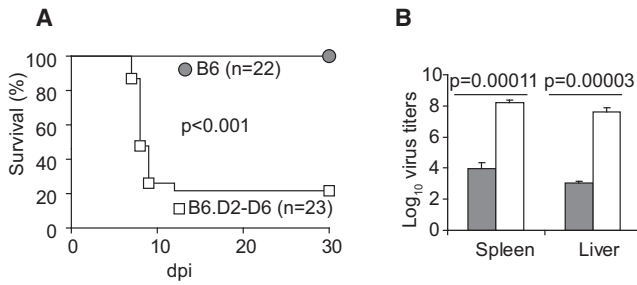 A
Survival (%)
100
80
60
40
20
0
0
10
20
30
dpi
B6 (n=22)
p<0.001
B6.D2-D6 (n=23)
B
Log10 virus titers
10
8
6
4
2
0
p=0.00011
p=0.00003
Spleen
Liver